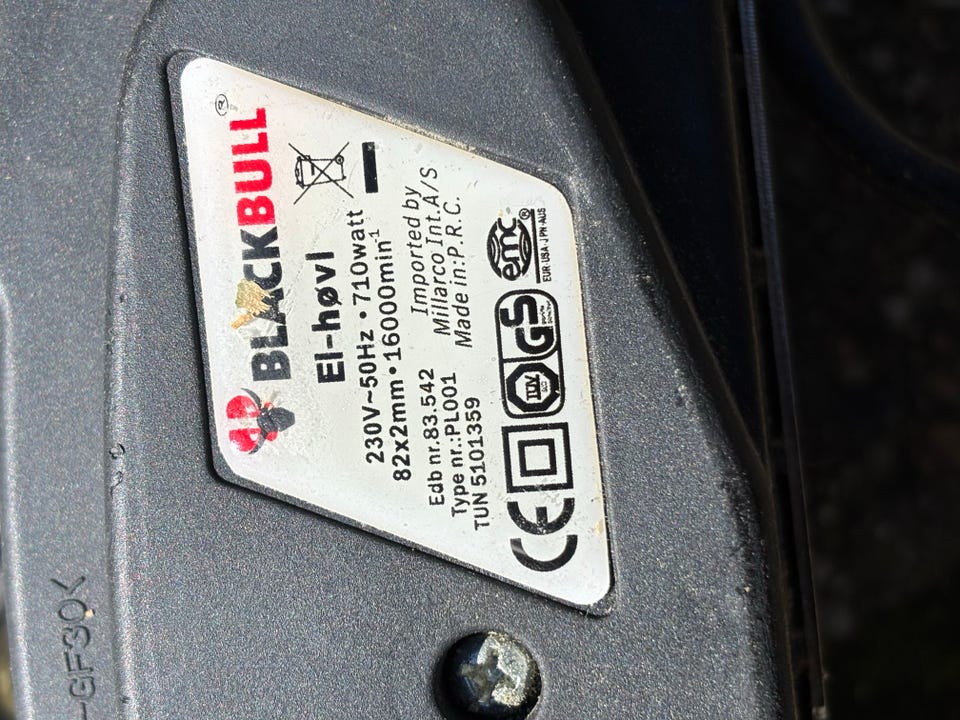 BLACKBULL®
El-høvl
230V~50Hz • 710watt
82x2mm • 16000min-1
Edb nr.83.542
Type nr.:PL001
TUN 5101359
Imported by
Millarco Int.A/S
Made in:P.R.C.
CE TÜV GS emc®
EUR-USA-JPN-AUS
-GF30